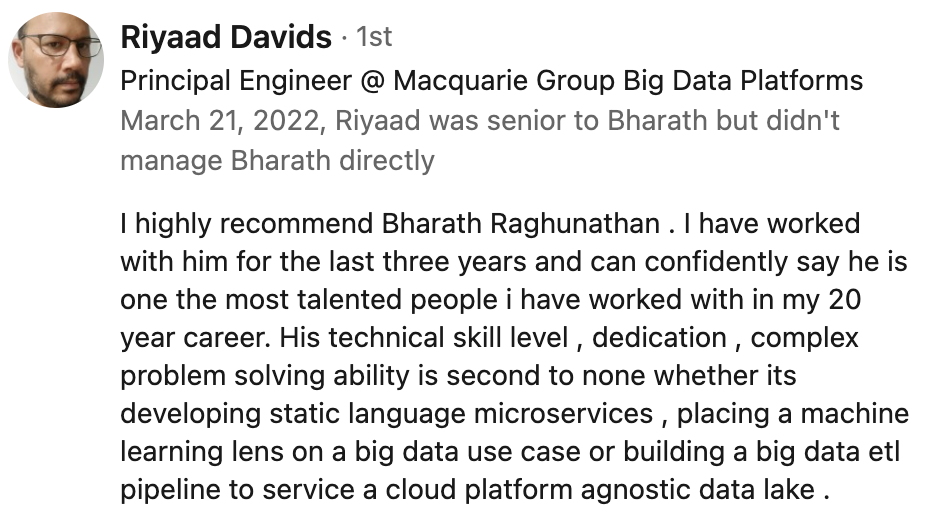 Riyaad Davids · 1st
Principal Engineer @ Macquarie Group Big Data Platforms
March 21, 2022, Riyaad was senior to Bharath but didn't
manage Bharath directly
I highly recommend Bharath Raghunathan . I have worked
with him for the last three years and can confidently say he is
one the most talented people i have worked with in my 20
year career. His technical skill level , dedication , complex
problem solving ability is second to none whether its
developing static language microservices , placing a machine
learning lens on a big data use case or building a big data etl
pipeline to service a cloud platform agnostic data lake .